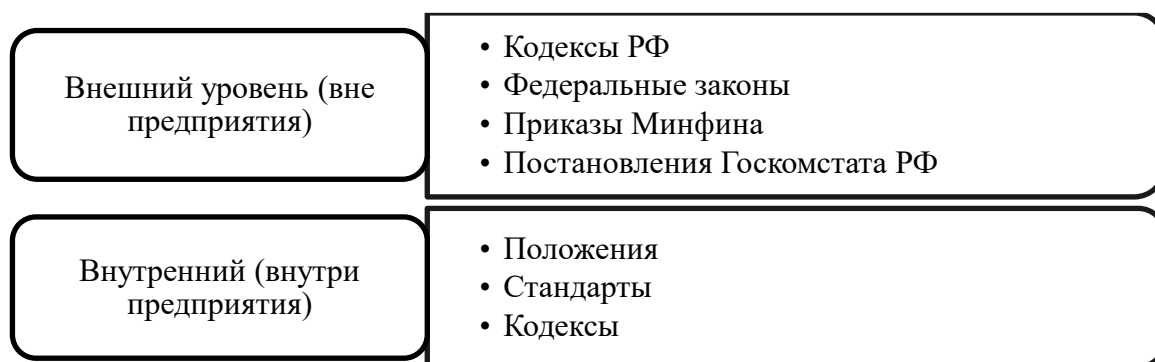 Внешний уровень (вне
предприятия)
• Кодексы РФ
• Федеральные законы
• Приказы Минфина
• Постановления Госкомстата РФ
Внутренний (внутри
предприятия)
• Положения
• Стандарты
• Кодексы